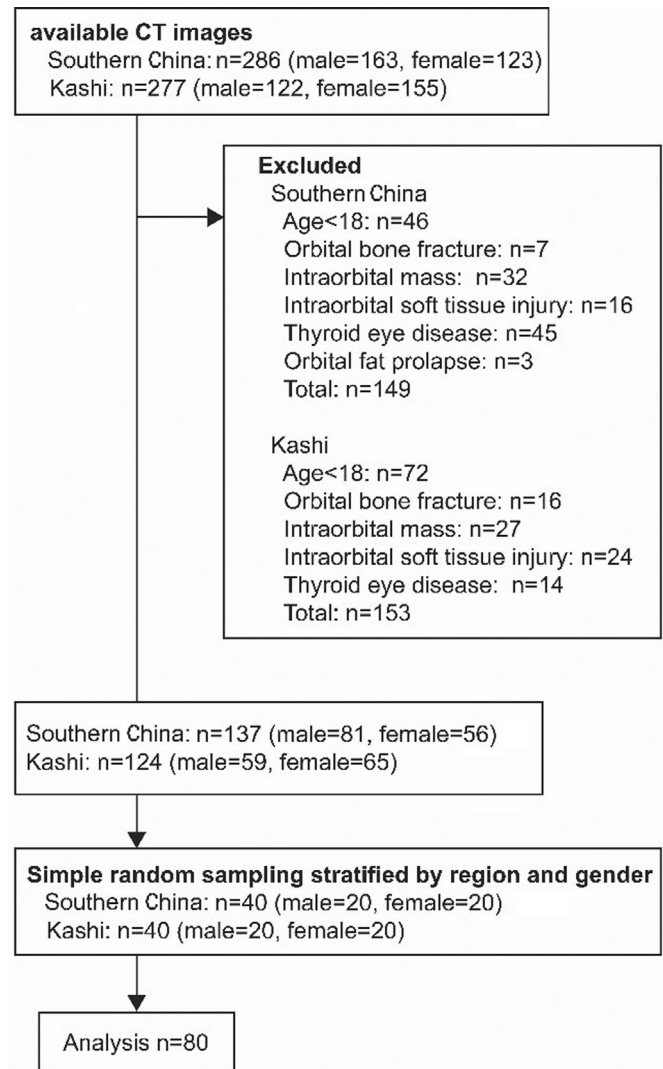 available CT images
Southern China: n=286 (male=163, female=123)
Kashi: n=277 (male=122, female=155)
Excluded
Southern China
Age<18: n=46
Orbital bone fracture: n=7
Intraorbital mass: n=32
Intraorbital soft tissue injury: n=16
Thyroid eye disease: n=45
Orbital fat prolapse: n=3
Total: n=149
Kashi
Age<18: n=72
Orbital bone fracture: n=16
Intraorbital mass: n=27
Intraorbital soft tissue injury: n=24
Thyroid eye disease: n=14
Total: n=153
Southern China: n=137 (male=81, female=56)
Kashi: n=124 (male=59, female=65)
Simple random sampling stratified by region and gender
Southern China: n=40 (male=20, female=20)
Kashi: n=40 (male=20, female=20)
Analysis n=80